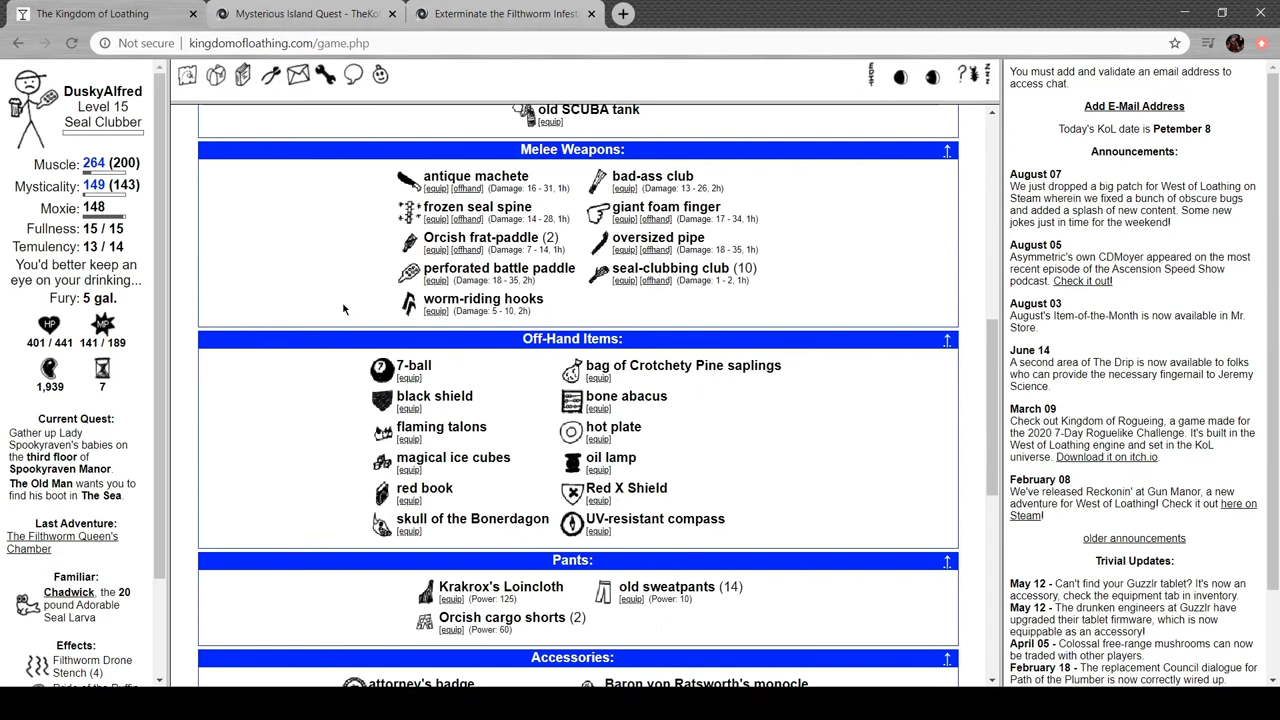 The Kingdom of Loathing
Mysterious Island Quest - TheKol
Exterminate the Filthworm Infest
Not secure | kingdomofloathing.com/game.php
DuskyAlfred
Level 15
Seal Clubber
Muscle: 264 (200)
Mysticality: 149 (143)
Moxie: 148
Fullness: 15 / 15
Temulency: 13 / 14
You'd better keep an
eye on your drinking...
Fury: 5 gal.
HP
MP
401 / 441
141 / 189
1,939
7
Current Quest:
Gather up Lady
Spookyraven's babies on
the third floor of
Spookyraven Manor.
The Old Man wants you to
find his boot in The Sea.
Last Adventure:
The Filthworm Queen's
Chamber
Familiar:
Chadwick, the 20
pound Adorable
Seal Larva
Effects:
Filthworm Drone
Stench (4)
old SCUBA tank
[equip]
Melee Weapons:
antique machete
[equip] [offhand] (Damage: 16 - 31, 1h)
bad-ass club
[equip] [offhand] (Damage: 13 - 26, 2h)
frozen seal spine
[equip] [offhand] (Damage: 14 - 28, 1h)
giant foam finger
[equip] [offhand] (Damage: 17 - 34, 1h)
Orcish frat-paddle (2)
[equip] [offhand] (Damage: 7 - 14, 1h)
oversized pipe
[equip] [offhand] (Damage: 18 - 35, 1h)
perforated battle paddle
[equip] (Damage: 18 - 35, 2h)
seal-clubbing club (10)
[equip] [offhand] (Damage: 1 - 2, 1h)
worm-riding hooks
[equip] (Damage: 5 - 10, 2h)
Off-Hand Items:
7-ball
[equip]
bag of Crotchety Pine saplings
[equip]
black shield
[equip]
bone abacus
[equip]
flaming talons
[equip]
hot plate
[equip]
magical ice cubes
[equip]
oil lamp
[equip]
red book
[equip]
Red X Shield
[equip]
skull of the Bonerdagon
[equip]
UV-resistant compass
[equip]
Pants:
Krakrox's Loincloth
[equip] (Power: 125)
old sweatpants (14)
[equip] (Power: 10)
Orcish cargo shorts (2)
[equip] (Power: 60)
Accessories:
attorney's badge
Baron von Ratsworth's monocle
You must add and validate an email address to
access chat.
Add E-Mail Address
Today's KoL date is Petember 8
Announcements:
August 07
We just dropped a big patch for West of Loathing on
Steam wherein we fixed a bunch of obscure bugs
and added a splash of new content. Some new
jokes just in time for the weekend!
August 05
Asymmetric's own CDMoyer appeared on the most
recent episode of the Ascension Speed Show
podcast. Check it out!
August 03
August's Item-of-the-Month is now available in Mr.
Store.
June 14
A second area of The Drip is now available to folks
who can provide the necessary fingernail to Jeremy
Science.
March 09
Check out Kingdom of Rogueing, a game made for
the 2020 7-Day Roguelike Challenge. It's built in the
West of Loathing engine and set in the KoL
universe. Download it on itch.io.
February 08
We've released Reckonin' at Gun Manor, a new
adventure for West of Loathing! Check it out here on
Steam!
older announcements
Trivial Updates:
May 12 - Can't find your Guzzlr tablet? It's now an
accessory, check the equipment tab in inventory.
May 12 - The drunken engineers at Guzzlr have
upgraded their tablet firmware, which is now
equippable as an accessory!
April 05 - Colossal free-range mushrooms can now
be traded with other players.
February 18 - The replacement Council dialogue for
Path of the Plumber is now correctly wired up.